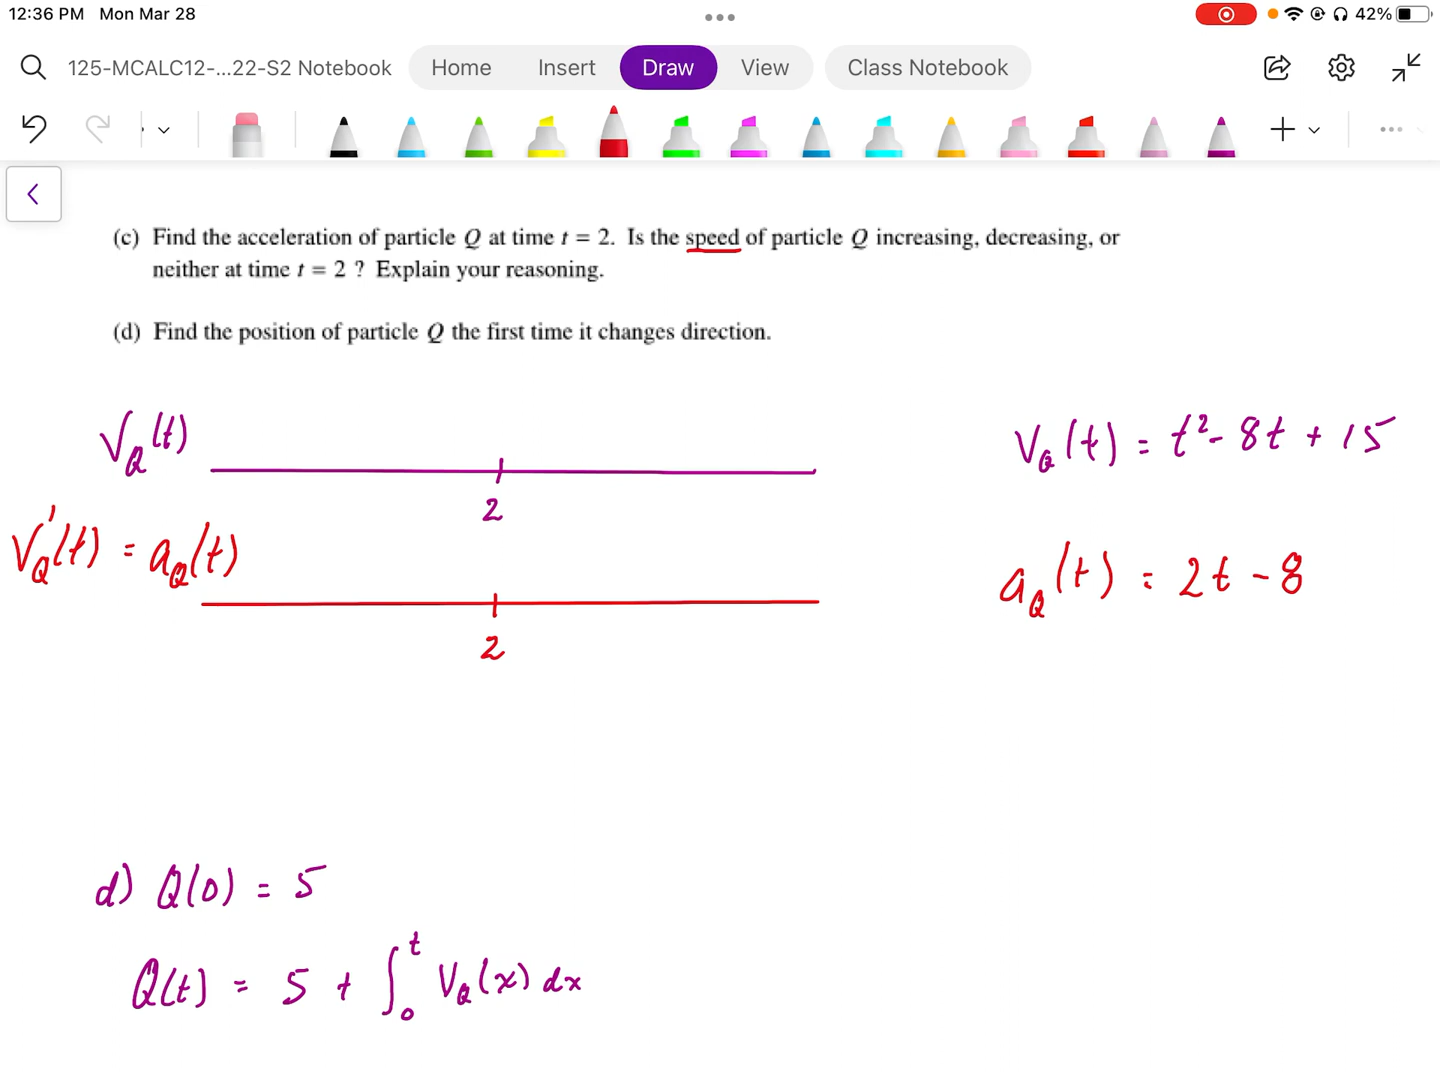 12:36 PM Mon Mar 28
42%
125-MCALC12-...22-S2 Notebook Home Insert Draw View Class Notebook
(c) Find the acceleration of particle Q at time t = 2. Is the speed of particle Q increasing, decreasing, or
neither at time t = 2 ? Explain your reasoning.
(d) Find the position of particle Q the first time it changes direction.
V_Q(t)
2
V_Q(t) = t² - 8t + 15
V_Q'(t) = a_Q(t)
2
a_Q(t) = 2t - 8
d) Q(0) = 5
Q(t) = 5 + ∫₀ᵗ V_Q(x) dx